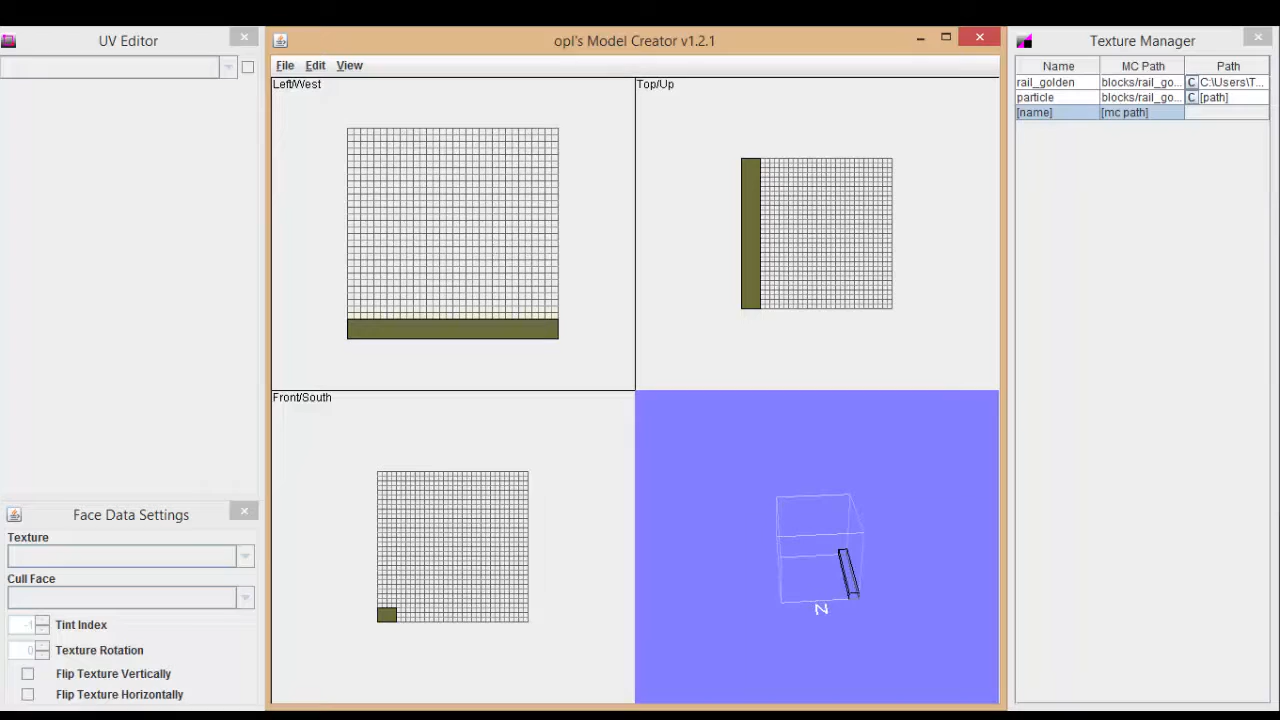 UV Editor
opl's Model Creator v1.2.1
File Edit View
Left/West
Top/Up
Front/South
Z
Face Data Settings
Texture
Cull Face
-1 Tint Index
0 Texture Rotation
Flip Texture Vertically
Flip Texture Horizontally
Texture Manager
Name MC Path Path
rail_golden blocks/rail_go... C C:\Users\T...
particle blocks/rail_go... C [path]
[name] [mc path]